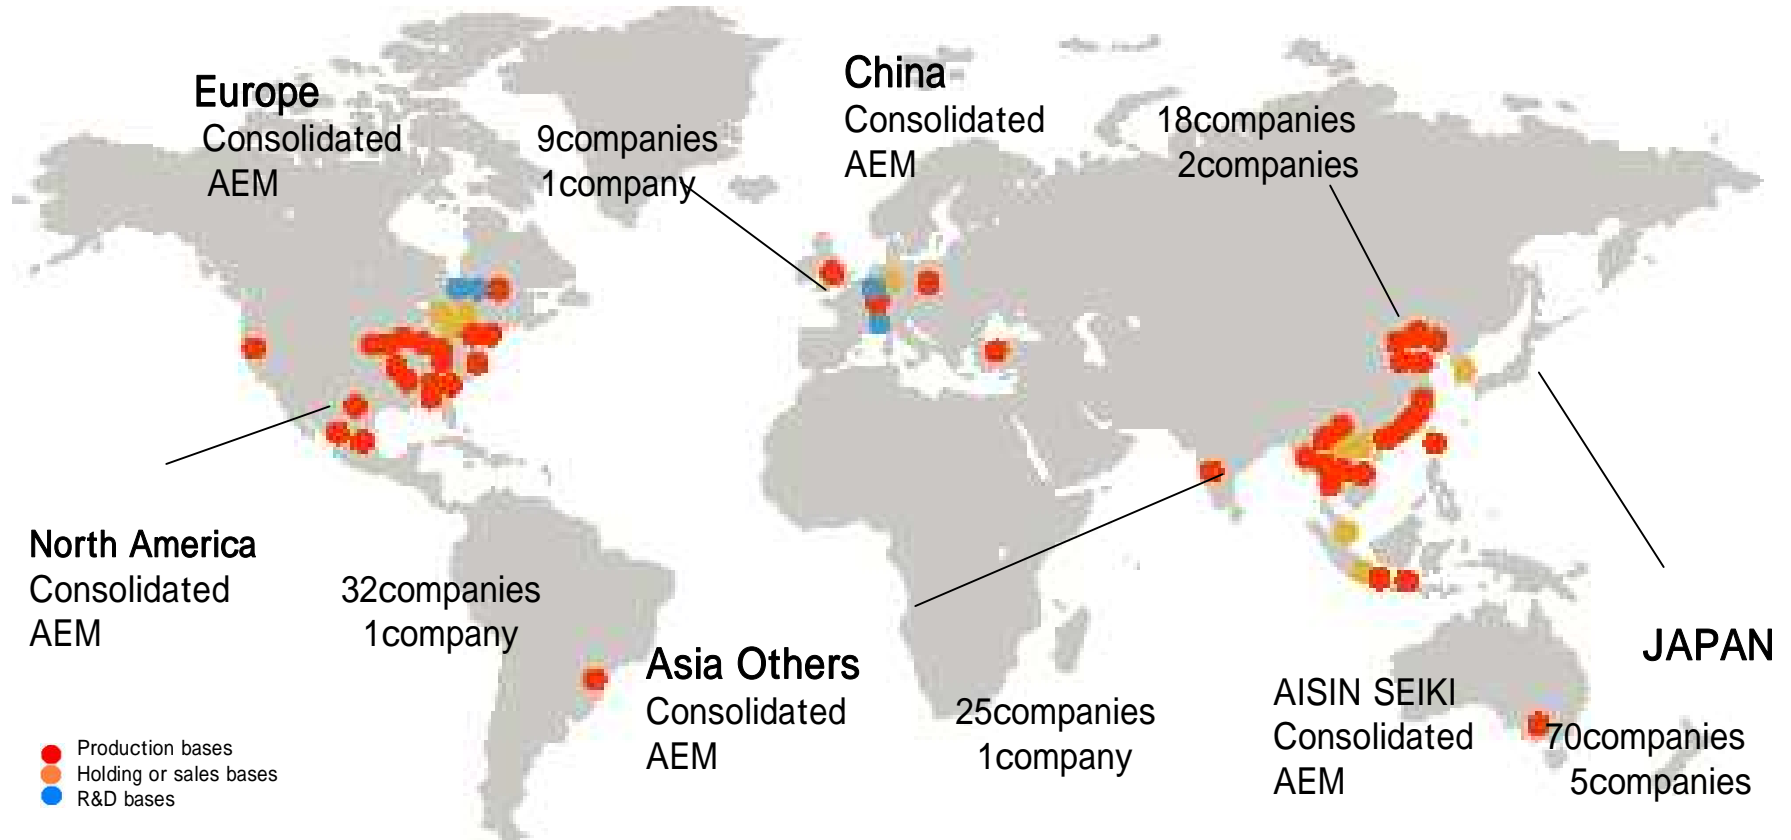 Europe
Consolidated 9companies
AEM 1company
China
Consolidated 18companies
AEM 2companies
North America
Consolidated 32companies
AEM 1company
Asia Others
Consolidated 25companies
AEM 1company
JAPAN
AISIN SEIKI
Consolidated 70companies
AEM 5companies
Production bases
Holding or sales bases
R&D bases